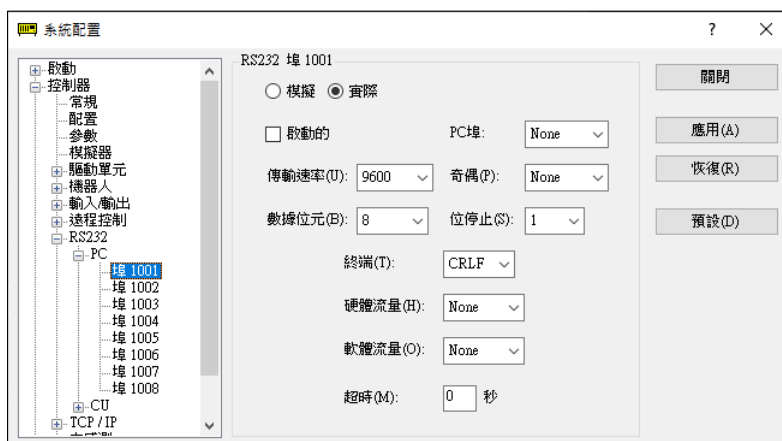 系統配置
?
啟動
控制器
常規
配置
參數
模擬器
驅動單元
機器人
輸入/輸出
遠程控制
RS232
PC
埠 1001
埠 1002
埠 1003
埠 1004
埠 1005
埠 1006
埠 1007
埠 1008
CU
TCP / IP
RS232 埠 1001
模擬 實際
啟動的 PC埠: None
傳輸速率(U): 9600 奇偶(P): None
數據位元(B): 8 位停止(S): 1
終端(T): CRLF
硬體流量(H): None
軟體流量(O): None
超時(M): 0 秒
關閉
應用(A)
恢復(R)
預設(D)